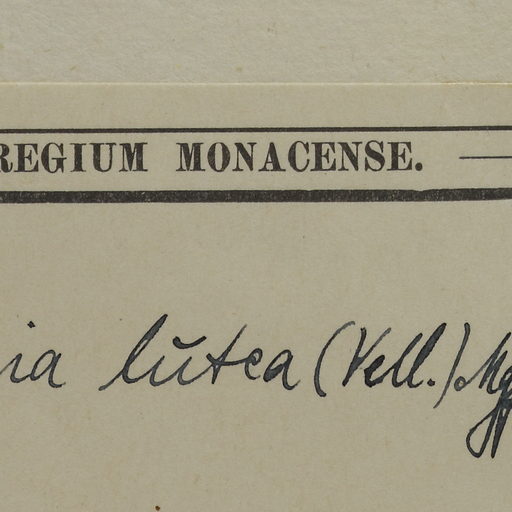 REGIUM MONACENSE.
ia lutea (Vell.)